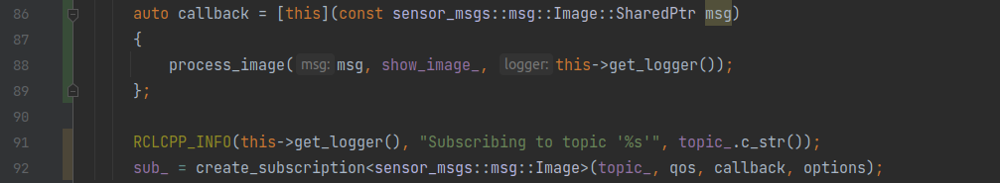 86 auto callback = [this](const sensor_msgs::msg::Image::SharedPtr msg)
87 {
88 process_image( msg: msg, show_image_, logger: this->get_logger());
89 };
90
91 RCLCPP_INFO(this->get_logger(), "Subscribing to topic '%s'", topic_.c_str());
92 sub_ = create_subscription<sensor_msgs::msg::Image>(topic_, qos, callback, options);